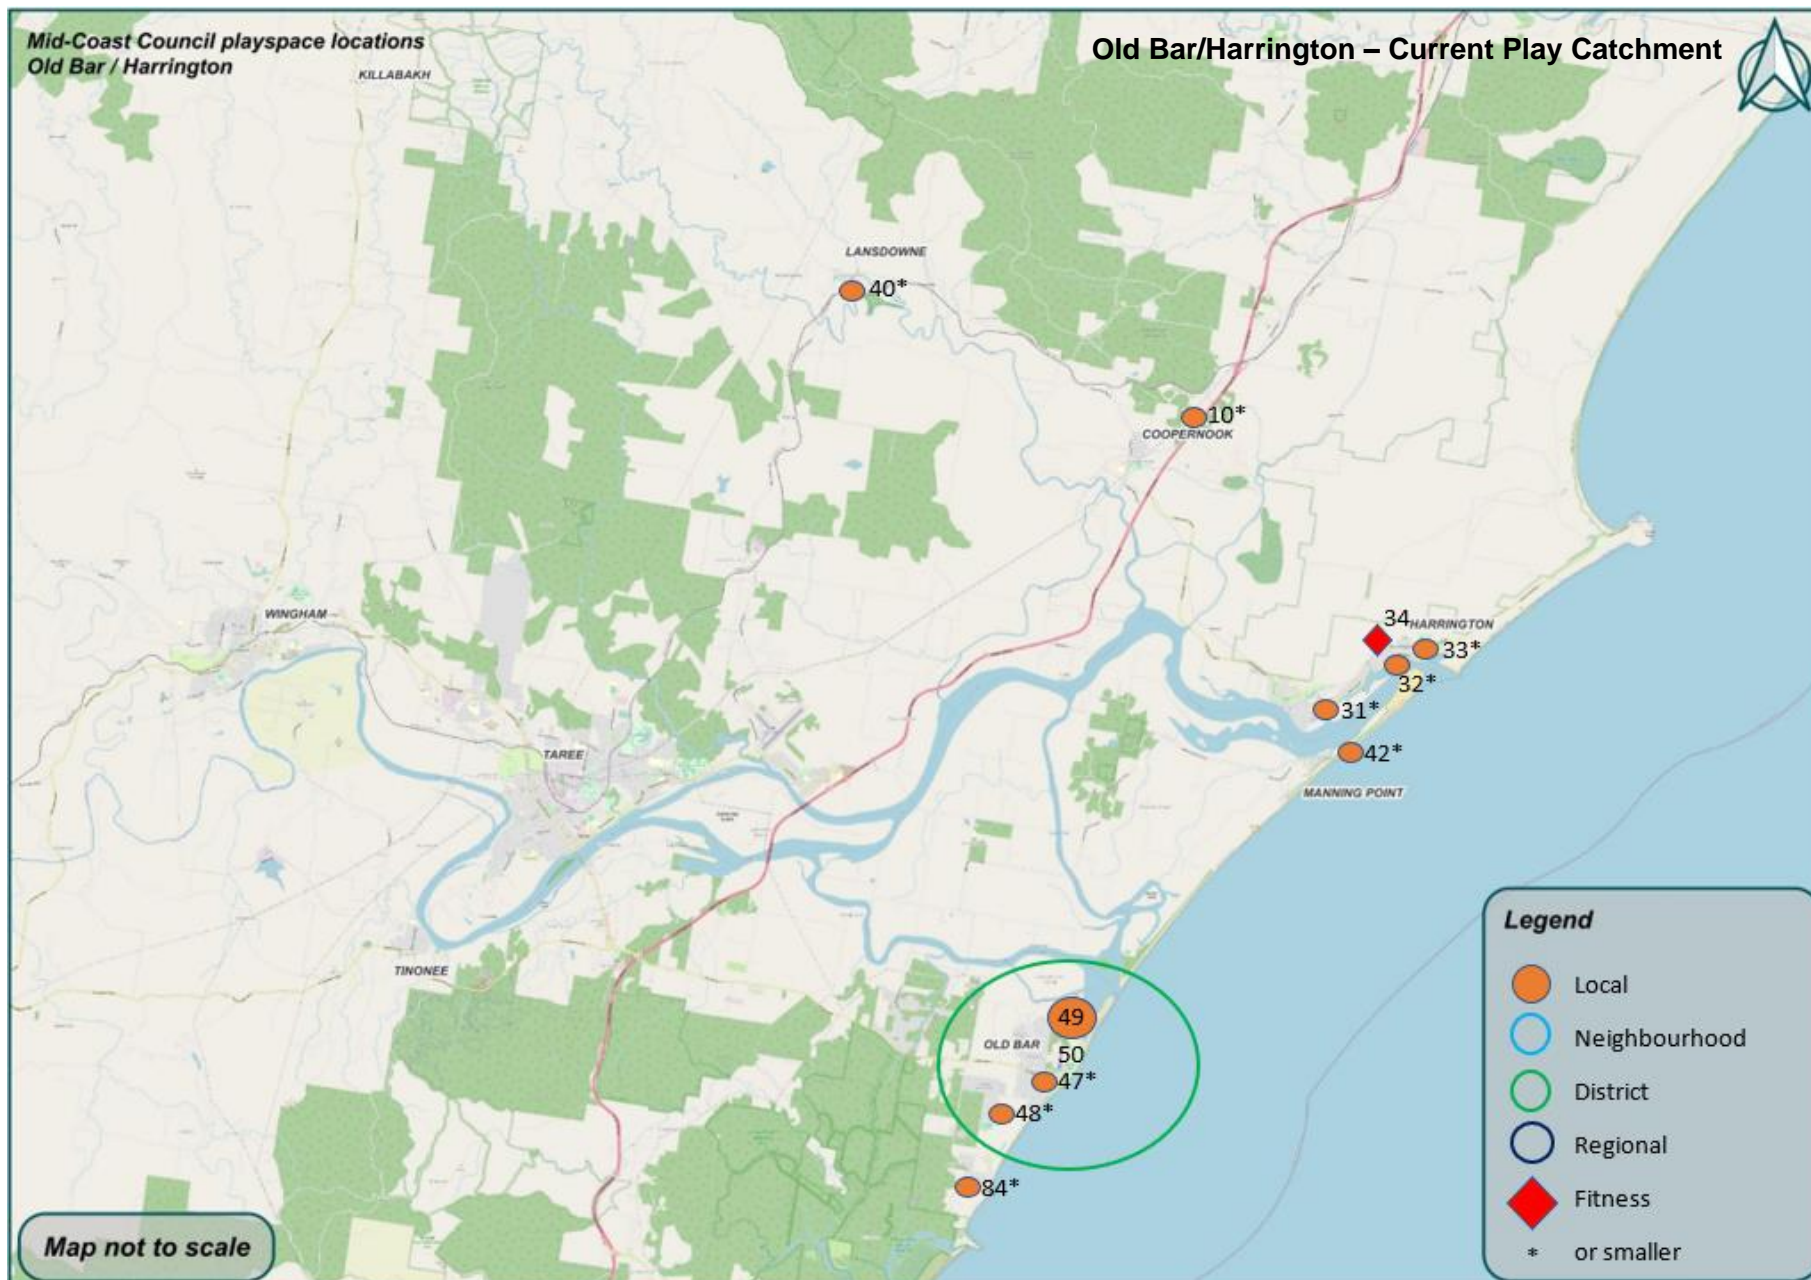 Mid-Coast Council playspace locations
Old Bar / Harrington
Old Bar/Harrington – Current Play Catchment
KILLABAKH
LANSDOWNE
40*
10*
COOPERNOOK
WINGHAM
34
HARRINGTON
33*
32*
31*
42*
TAREE
MANNING POINT
TINONEE
49
OLD BAR
50
47*
48*
84*
Legend
Local
Neighbourhood
District
Regional
Fitness
* or smaller
Map not to scale